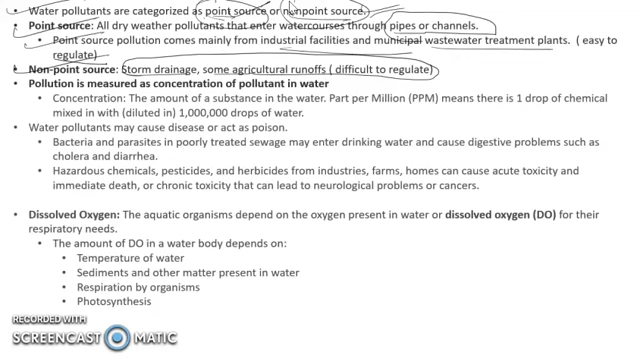 • Water pollutants are categorized as point source or nonpoint source.
• Point source: All dry weather pollutants that enter watercourses through pipes or channels.
• Point source pollution comes mainly from industrial facilities and municipal wastewater treatment plants. ( easy to
regulate)
• Non-point source: Storm drainage, some agricultural runoffs ( difficult to regulate)
• Pollution is measured as concentration of pollutant in water
• Concentration: The amount of a substance in the water. Part per Million (PPM) means there is 1 drop of chemical
mixed in with (diluted in) 1,000,000 drops of water.
• Water pollutants may cause disease or act as poison.
• Bacteria and parasites in poorly treated sewage may enter drinking water and cause digestive problems such as
cholera and diarrhea.
• Hazardous chemicals, pesticides, and herbicides from industries, farms, homes can cause acute toxicity and
immediate death, or chronic toxicity that can lead to neurological problems or cancers.
• Dissolved Oxygen: The aquatic organisms depend on the oxygen present in water or dissolved oxygen (DO) for their
respiratory needs.
• The amount of DO in a water body depends on:
• Temperature of water
• Sediments and other matter present in water
• Respiration by organisms
• Photosynthesis
RECORDED WITH
SCREENCAST MATIC